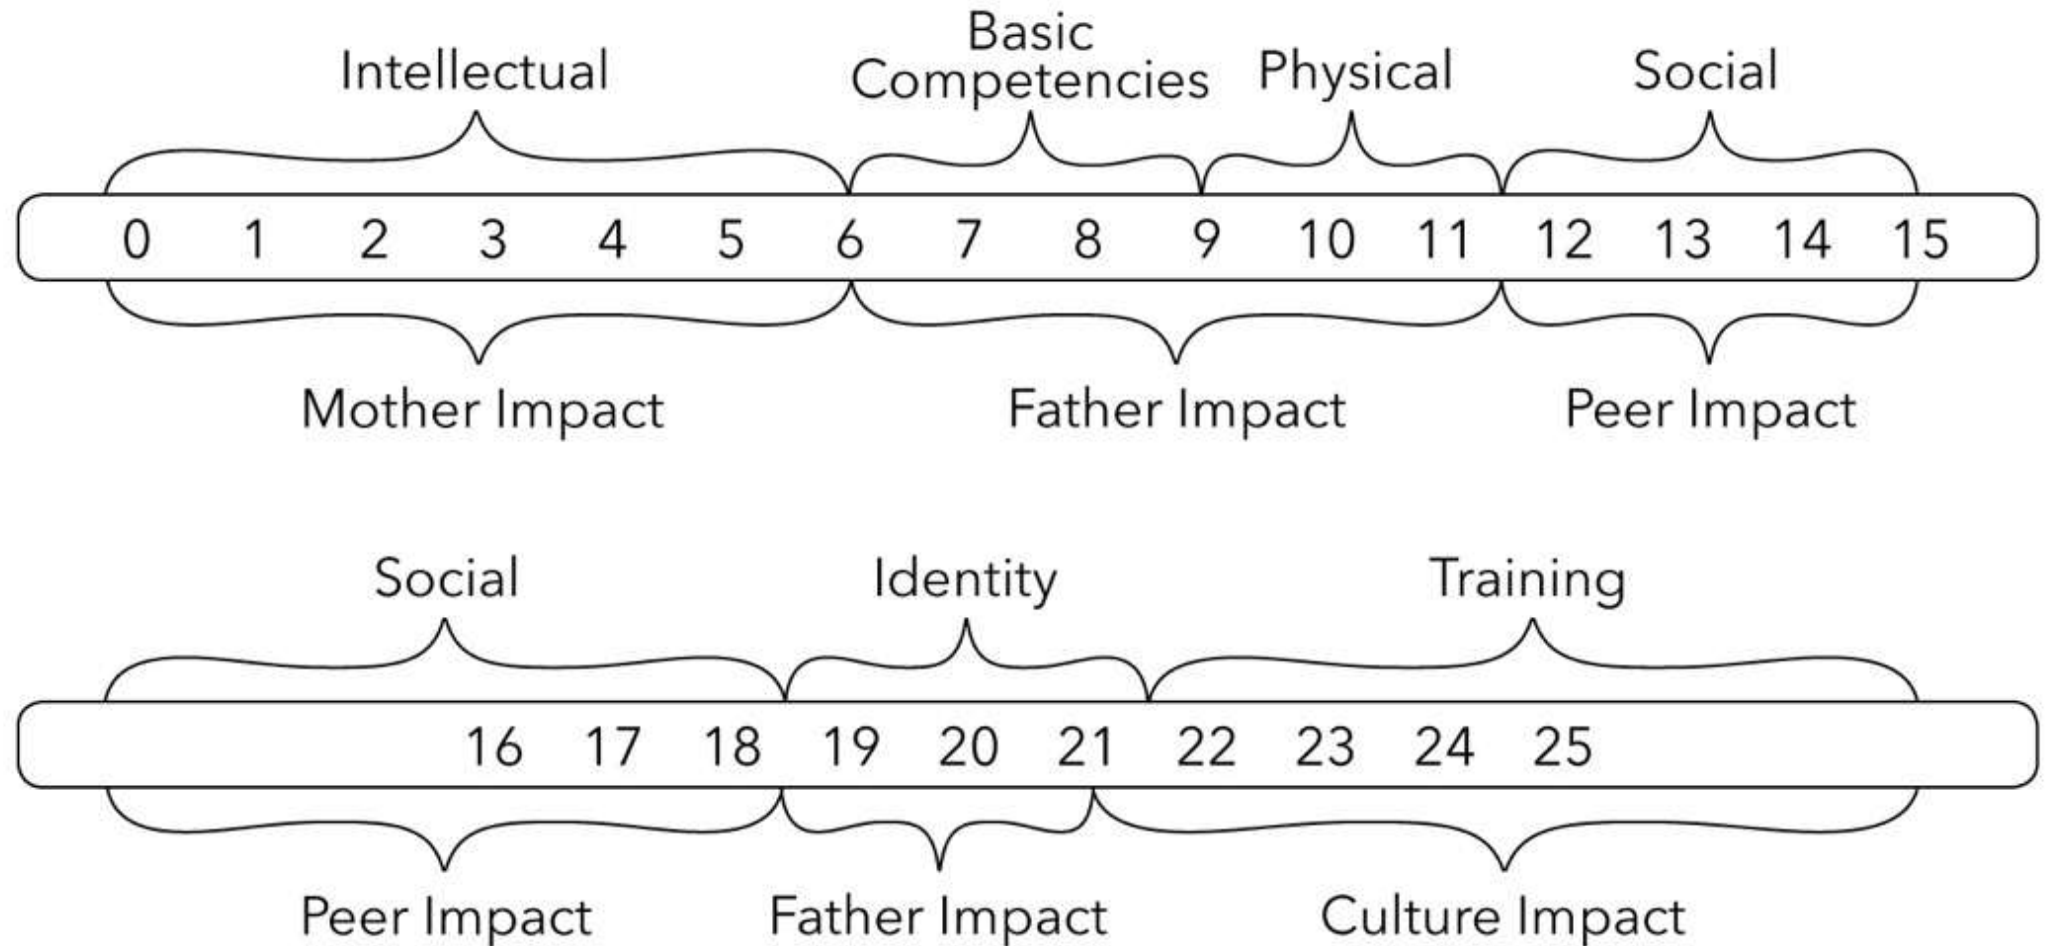 Basic
Intellectual Competencies Physical Social
0 1 2 3 4 5 6 7 8 9 10 11 12 13 14 15
Mother Impact Father Impact Peer Impact
Social Identity Training
16 17 18 19 20 21 22 23 24 25
Peer Impact Father Impact Culture Impact